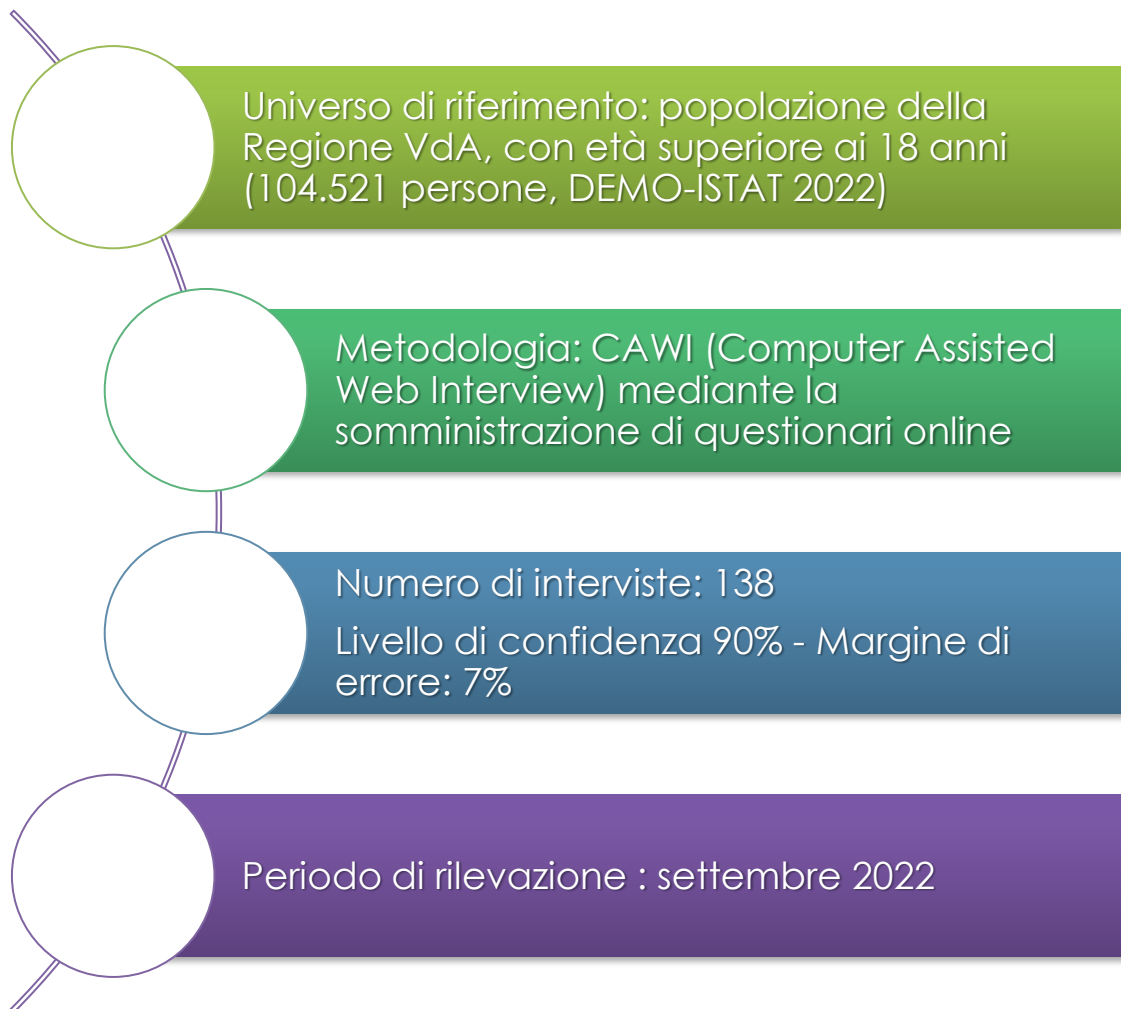 Universo di riferimento: popolazione della
Regione VdA, con età superiore ai 18 anni
(104.521 persone, DEMO-ISTAT 2022)
Metodologia: CAWI (Computer Assisted
Web Interview) mediante la
somministrazione di questionari online
Numero di interviste: 138
Livello di confidenza 90% - Margine di
errore: 7%
Periodo di rilevazione : settembre 2022